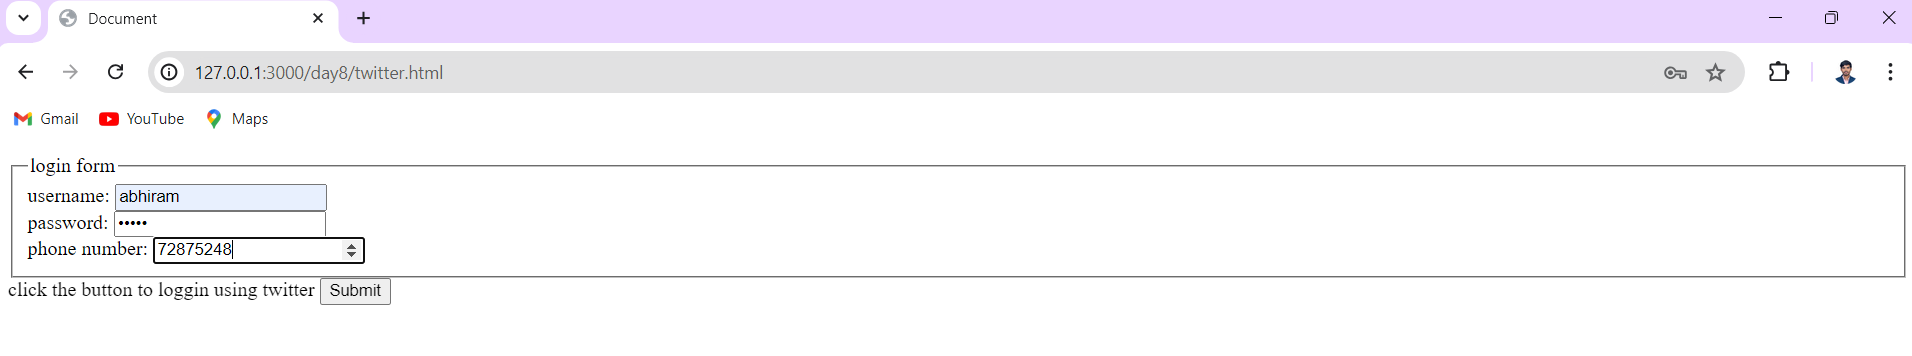 Document
127.0.0.1:3000/day8/twitter.html
Gmail YouTube Maps
login form
username: abhiram
password: •••••
phone number: 72875248
click the button to loggin using twitter Submit